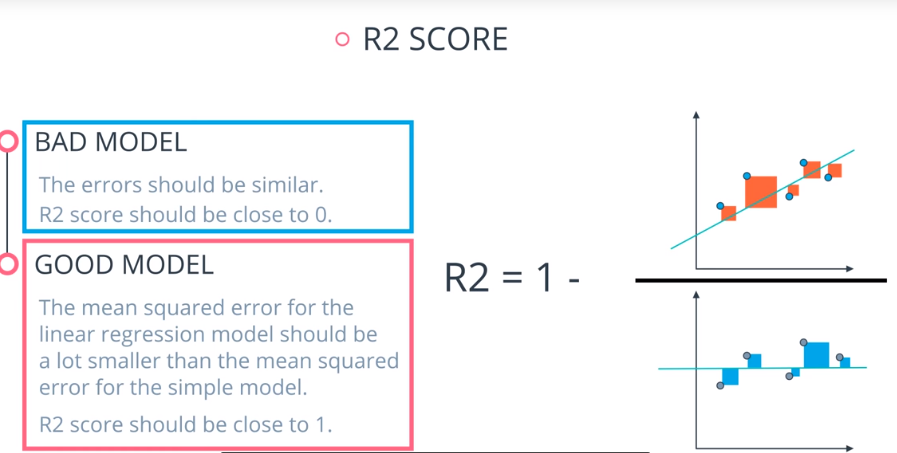 R2 SCORE
BAD MODEL
The errors should be similar.
R2 score should be close to 0.
GOOD MODEL
The mean squared error for the
linear regression model should be
a lot smaller than the mean squared
error for the simple model.
R2 score should be close to 1.
R2 = 1 -